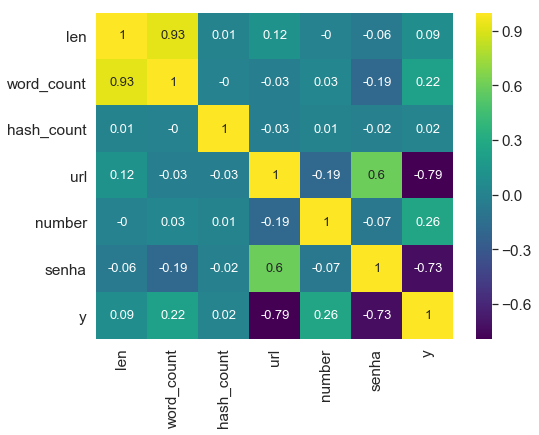 len 1 0.93 0.01 0.12 -0 -0.06 0.09
word_count 0.93 1 -0 -0.03 0.03 -0.19 0.22
hash_count 0.01 -0 1 -0.03 0.01 -0.02 0.02
url 0.12 -0.03 -0.03 1 -0.19 0.6 -0.79
number -0 0.03 0.01 -0.19 1 -0.07 0.26
senha -0.06 -0.19 -0.02 0.6 -0.07 1 -0.73
y 0.09 0.22 0.02 -0.79 0.26 -0.73 1
len word_count hash_count url number senha y
0.9
0.6
0.3
0.0
-0.3
-0.6